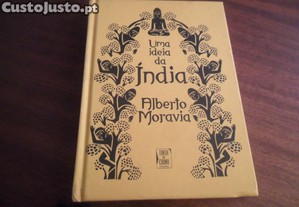 CustoJusto.pt
Uma ideia
da
Índia
Alberto
Moravia